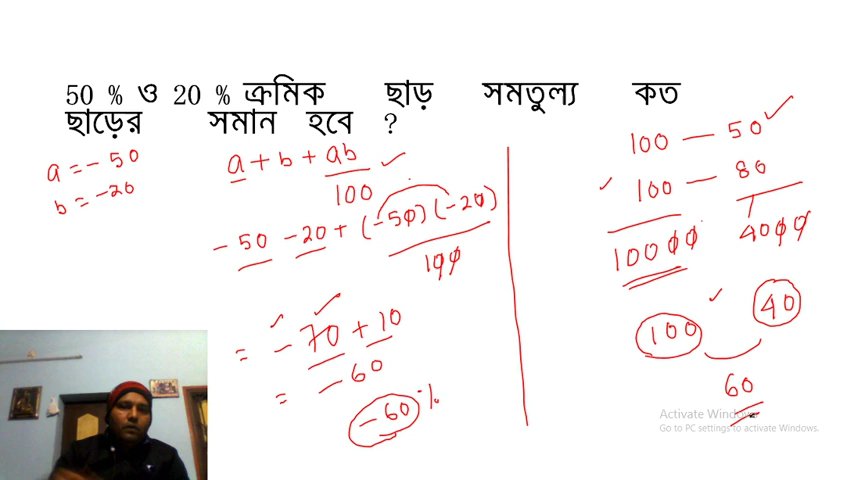 50 % ও 20 % ক্রমিক ছাড় সমতুল্য কত
ছাড়ের সমান হবে ?
a = - 50
b = -20
a + b + ab/100 ✓
- 50 - 20 + (-50)(-20)/100
= - 70 + 10
= - 60
-60 %
100 — 50 ✓
✓ 100 — 80
10000 4000
100 ✓ 40
60
Activate Windows
Go to PC settings to activate Windows.